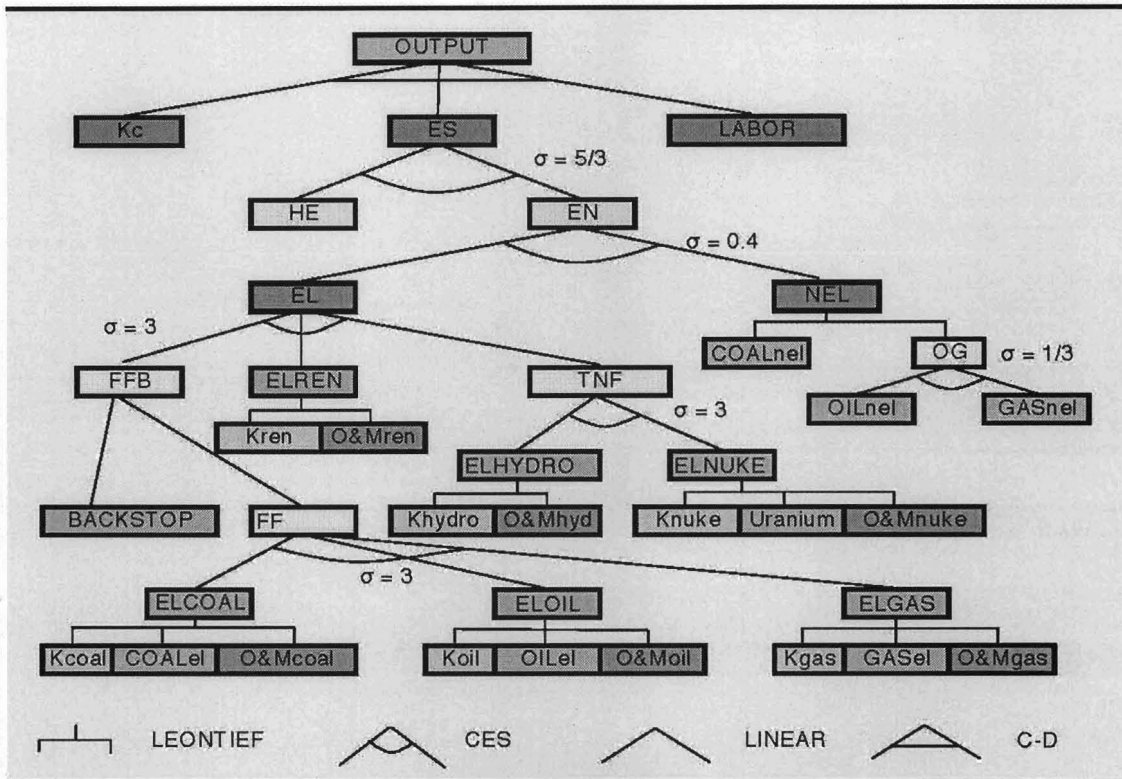 OUTPUT
Kc
ES
LABOR
σ = 5/3
HE
EN
σ = 0.4
EL
NEL
σ = 3
COALnel
OG
σ = 1/3
FFB
ELREN
TNF
OILnel
GASnel
σ = 3
Kren
O&Mren
ELHYDRO
ELNUKE
BACKSTOP
FF
Khydro
O&Mhyd
Knuke
Uranium
O&Mnuke
σ = 3
ELCOAL
ELOIL
ELGAS
Kcoal
COALel
O&Mcoal
Koil
OILel
O&Moil
Kgas
GASel
O&Mgas
LEONTIEF
CES
LINEAR
C-D